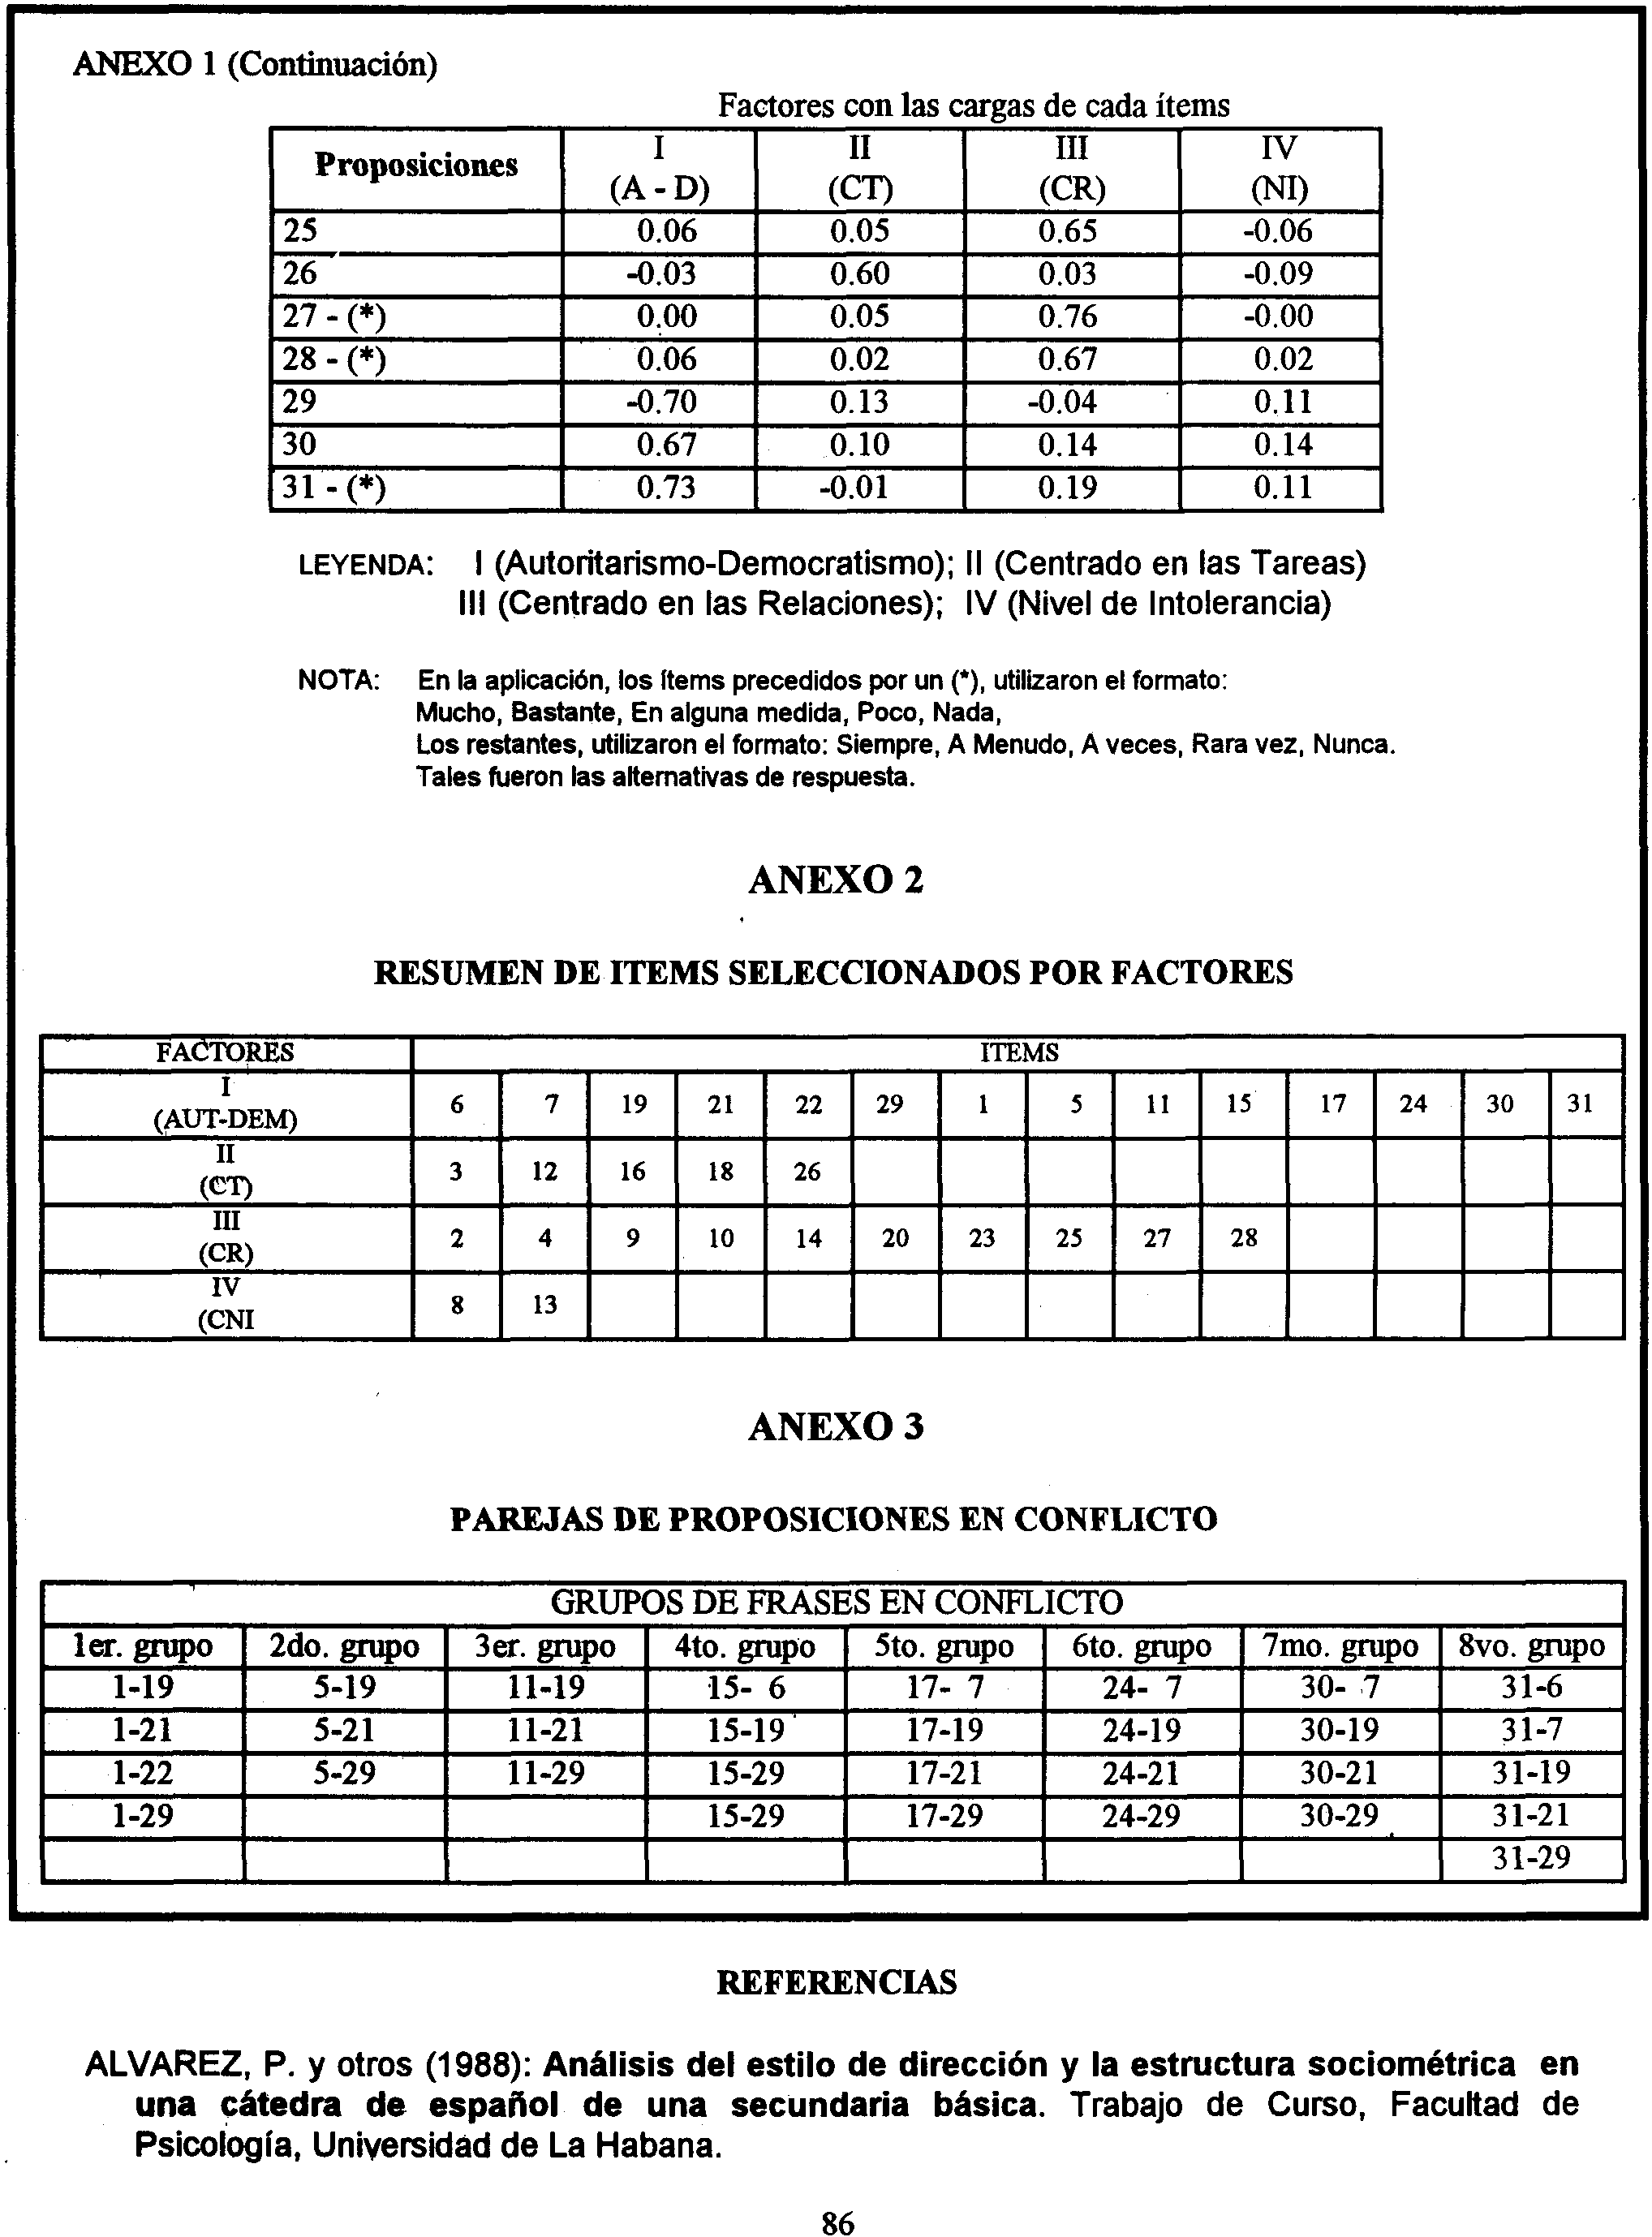 ANEXO 1 (Continuación)
Factores con las cargas de cada ítems
Proposiciones I (A - D) II (CT) III (CR) IV (NI)
25 0.06 0.05 0.65 -0.06
26 -0.03 0.60 0.03 -0.09
27 - (*) 0.00 0.05 0.76 -0.00
28 - (*) 0.06 0.02 0.67 0.02
29 -0.70 0.13 -0.04 0.11
30 0.67 0.10 0.14 0.14
31 - (*) 0.73 -0.01 0.19 0.11
LEYENDA: I (Autoritarismo-Democratismo); II (Centrado en las Tareas)
III (Centrado en las Relaciones); IV (Nivel de Intolerancia)
NOTA: En la aplicación, los ítems precedidos por un (*), utilizaron el formato:
Mucho, Bastante, En alguna medida, Poco, Nada,
Los restantes, utilizaron el formato: Siempre, A Menudo, A veces, Rara vez, Nunca.
Tales fueron las alternativas de respuesta.
ANEXO 2
RESUMEN DE ITEMS SELECCIONADOS POR FACTORES
FACTORES ITEMS
I (AUT-DEM) 6 7 19 21 22 29 1 5 11 15 17 24 30 31
II (CT) 3 12 16 18 26
III (CR) 2 4 9 10 14 20 23 25 27 28
IV (CNI 8 13
ANEXO 3
PAREJAS DE PROPOSICIONES EN CONFLICTO
GRUPOS DE FRASES EN CONFLICTO
1er. grupo 2do. grupo 3er. grupo 4to. grupo 5to. grupo 6to. grupo 7mo. grupo 8vo. grupo
1-19 5-19 11-19 15- 6 17- 7 24- 7 30- 7 31-6
1-21 5-21 11-21 15-19 17-19 24-19 30-19 31-7
1-22 5-29 11-29 15-29 17-21 24-21 30-21 31-19
1-29 15-29 17-29 24-29 30-29 31-21
31-29
REFERENCIAS
ALVAREZ, P. y otros (1988): Análisis del estilo de dirección y la estructura sociométrica en
una cátedra de español de una secundaria básica. Trabajo de Curso, Facultad de
Psicología, Universidad de La Habana.
86